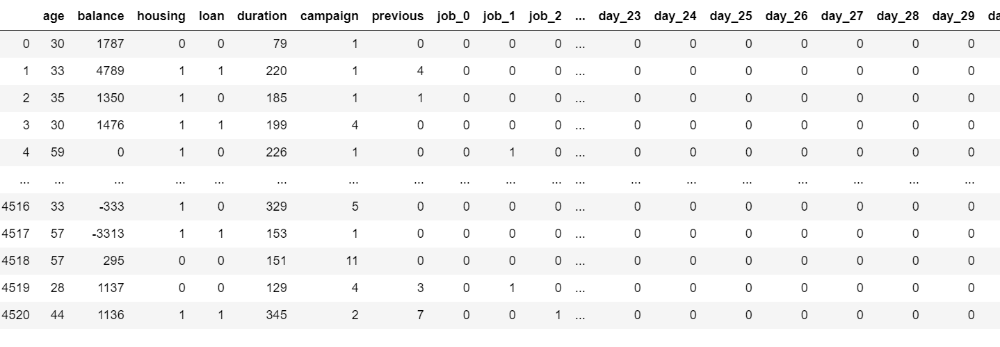 age balance housing loan duration campaign previous job_0 job_1 job_2 ... day_23 day_24 day_25 day_26 day_27 day_28 day_29 da
0 30 1787 0 0 79 1 0 0 0 0 ... 0 0 0 0 0 0 0
1 33 4789 1 1 220 1 4 0 0 0 ... 0 0 0 0 0 0 0
2 35 1350 1 0 185 1 1 0 0 0 ... 0 0 0 0 0 0 0
3 30 1476 1 1 199 4 0 0 0 0 ... 0 0 0 0 0 0 0
4 59 0 1 0 226 1 0 0 1 0 ... 0 0 0 0 0 0 0
... ... ... ... ... ... ... ... ... ... ... ... ... ... ... ... ... ... ...
4516 33 -333 1 0 329 5 0 0 0 0 ... 0 0 0 0 0 0 0
4517 57 -3313 1 1 153 1 0 0 0 0 ... 0 0 0 0 0 0 0
4518 57 295 0 0 151 11 0 0 0 0 ... 0 0 0 0 0 0 0
4519 28 1137 0 0 129 4 3 0 1 0 ... 0 0 0 0 0 0 0
4520 44 1136 1 1 345 2 7 0 0 1 ... 0 0 0 0 0 0 0